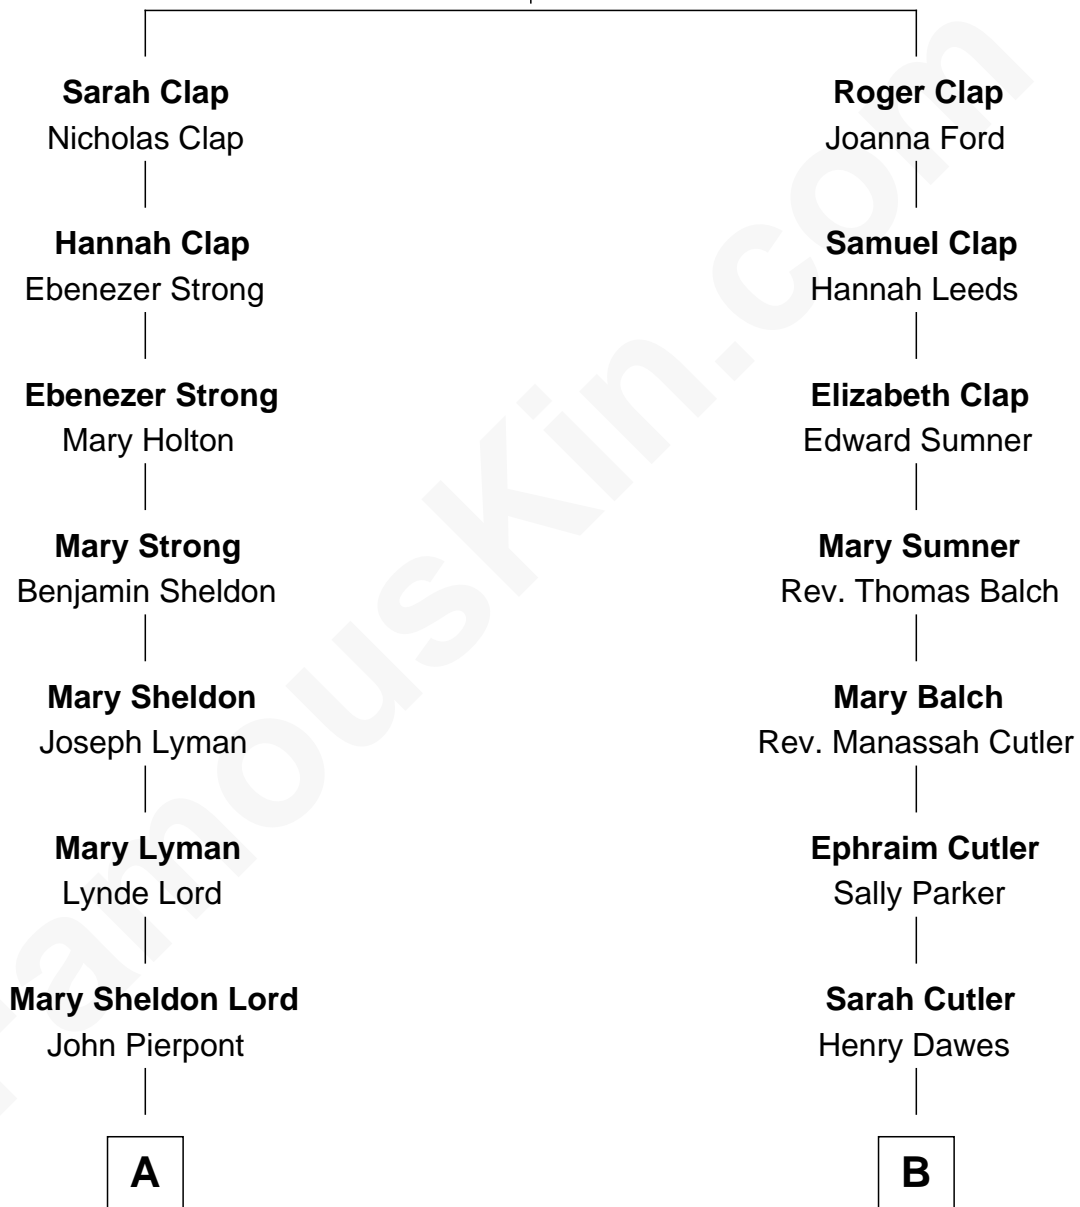 Sarah Clap
Nicholas Clap
Hannah Clap
Ebenezer Strong
Ebenezer Strong
Mary Holton
Mary Strong
Benjamin Sheldon
Mary Sheldon
Joseph Lyman
Mary Lyman
Lynde Lord
Mary Sheldon Lord
John Pierpont
A
Roger Clap
Joanna Ford
Samuel Clap
Hannah Leeds
Elizabeth Clap
Edward Sumner
Mary Sumner
Rev. Thomas Balch
Mary Balch
Rev. Manassah Cutler
Ephraim Cutler
Sally Parker
Sarah Cutler
Henry Dawes
B
FamousKin.com